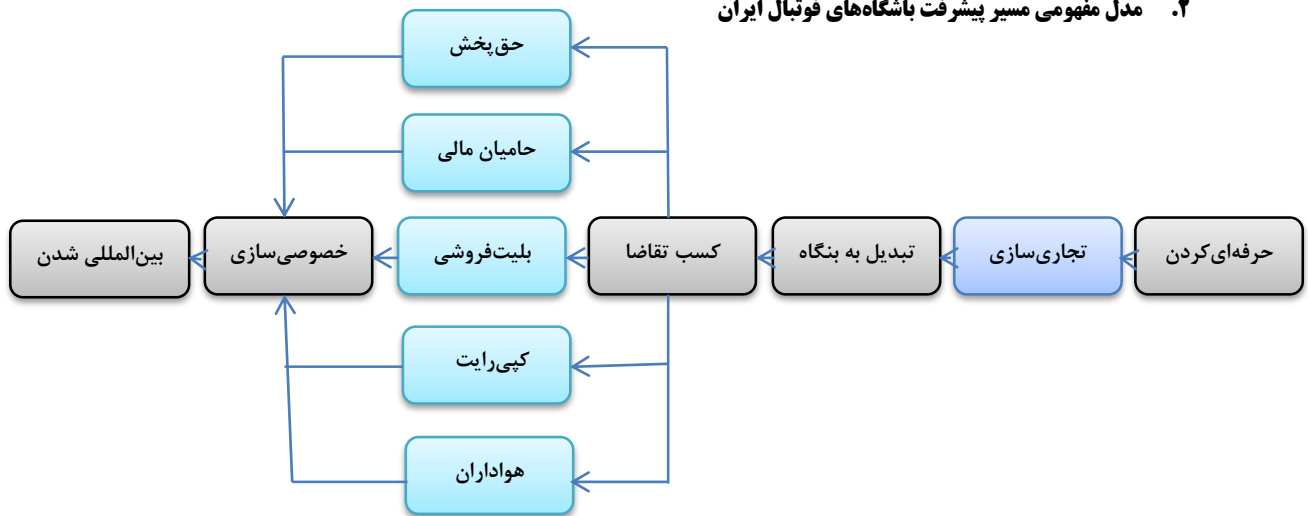 ۲. مدل مفهومی مسیر پیشرفت باشگاه‌های فوتبال ایران
حرفه‌ای‌کردن
تجاری‌سازی
تبدیل به بنگاه
کسب تقاضا
حق‌پخش
حامیان مالی
بلیت‌فروشی
کپی‌رایت
هواداران
خصوصی‌سازی
بین‌المللی شدن